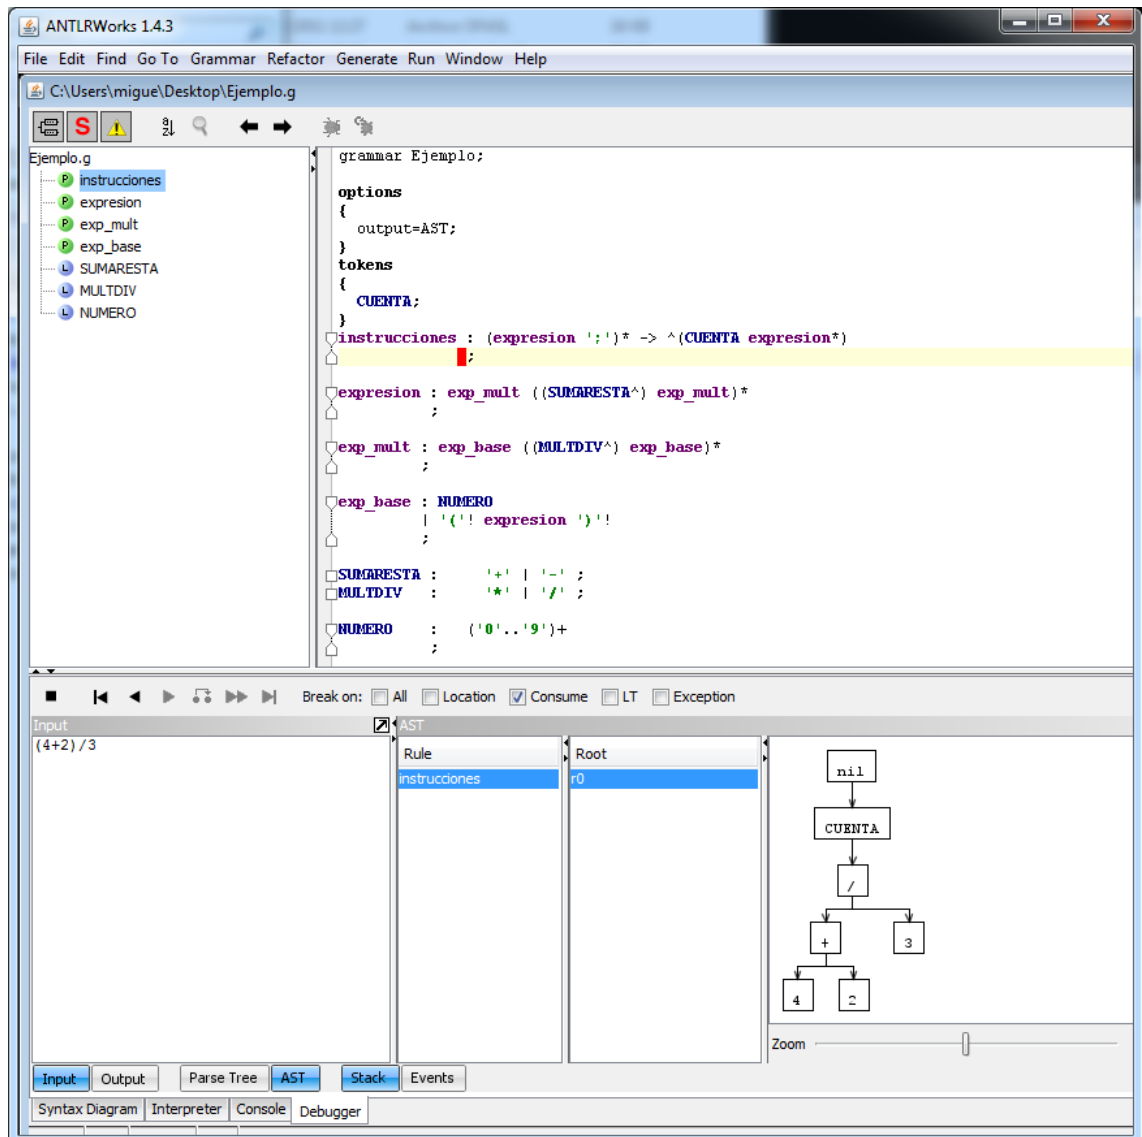 ANTLRWorks 1.4.3
File Edit Find Go To Grammar Refactor Generate Run Window Help
C:\Users\migue\Desktop\Ejemplo.g
Ejemplo.g
P instrucciones
P expresion
P exp_mult
P exp_base
L SUMARESTA
L MULTDIV
L NUMERO
grammar Ejemplo;
options
{
output=AST;
}
tokens
{
CUENTA;
}
instrucciones : (expresion ';')* -> ^(CUENTA expresion*)
;
expresion : exp_mult ((SUMARESTA^) exp_mult)*
;
exp_mult : exp_base ((MULTDIV^) exp_base)*
;
exp_base : NUMERO
| '('! expresion ')'!
;
SUMARESTA : '+' | '-' ;
MULTDIV : '*' | '/' ;
NUMERO : ('0'..'9')+
;
Break on: All Location Consume LT Exception
Input
(4+2)/3
AST
Rule Root
instrucciones r0
nil
CUENTA
/
+ 3
4 2
Zoom
Input Output Parse Tree AST Stack Events
Syntax Diagram Interpreter Console Debugger